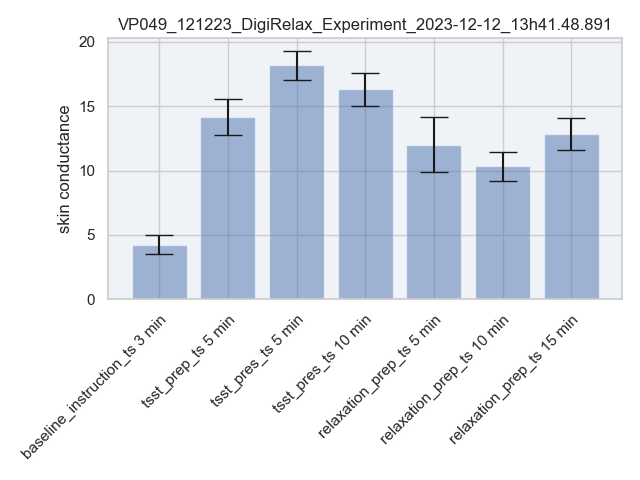 VP049_121223_DigiRelax_Experiment_2023-12-12_13h41.48.891
skin conductance
20
15
10
5
0
baseline_instruction_ts 3 min
tsst_prep_ts 5 min
tsst_pres_ts 5 min
tsst_pres_ts 10 min
relaxation_prep_ts 5 min
relaxation_prep_ts 10 min
relaxation_prep_ts 15 min